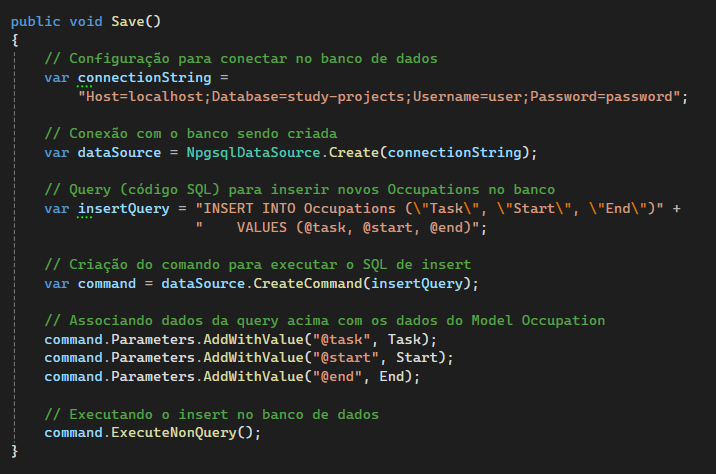 public void Save()
{
    // Configuração para conectar no banco de dados
    var connectionString =
        "Host=localhost;Database=study-projects;Username=user;Password=password";

    // Conexão com o banco sendo criada
    var dataSource = NpgsqlDataSource.Create(connectionString);

    // Query (código SQL) para inserir novos Occupations no banco
    var insertQuery = "INSERT INTO Occupations (\"Task\", \"Start\", \"End\")" +
                      "    VALUES (@task, @start, @end)";

    // Criação do comando para executar o SQL de insert
    var command = dataSource.CreateCommand(insertQuery);

    // Associando dados da query acima com os dados do Model Occupation
    command.Parameters.AddWithValue("@task", Task);
    command.Parameters.AddWithValue("@start", Start);
    command.Parameters.AddWithValue("@end", End);

    // Executando o insert no banco de dados
    command.ExecuteNonQuery();
}